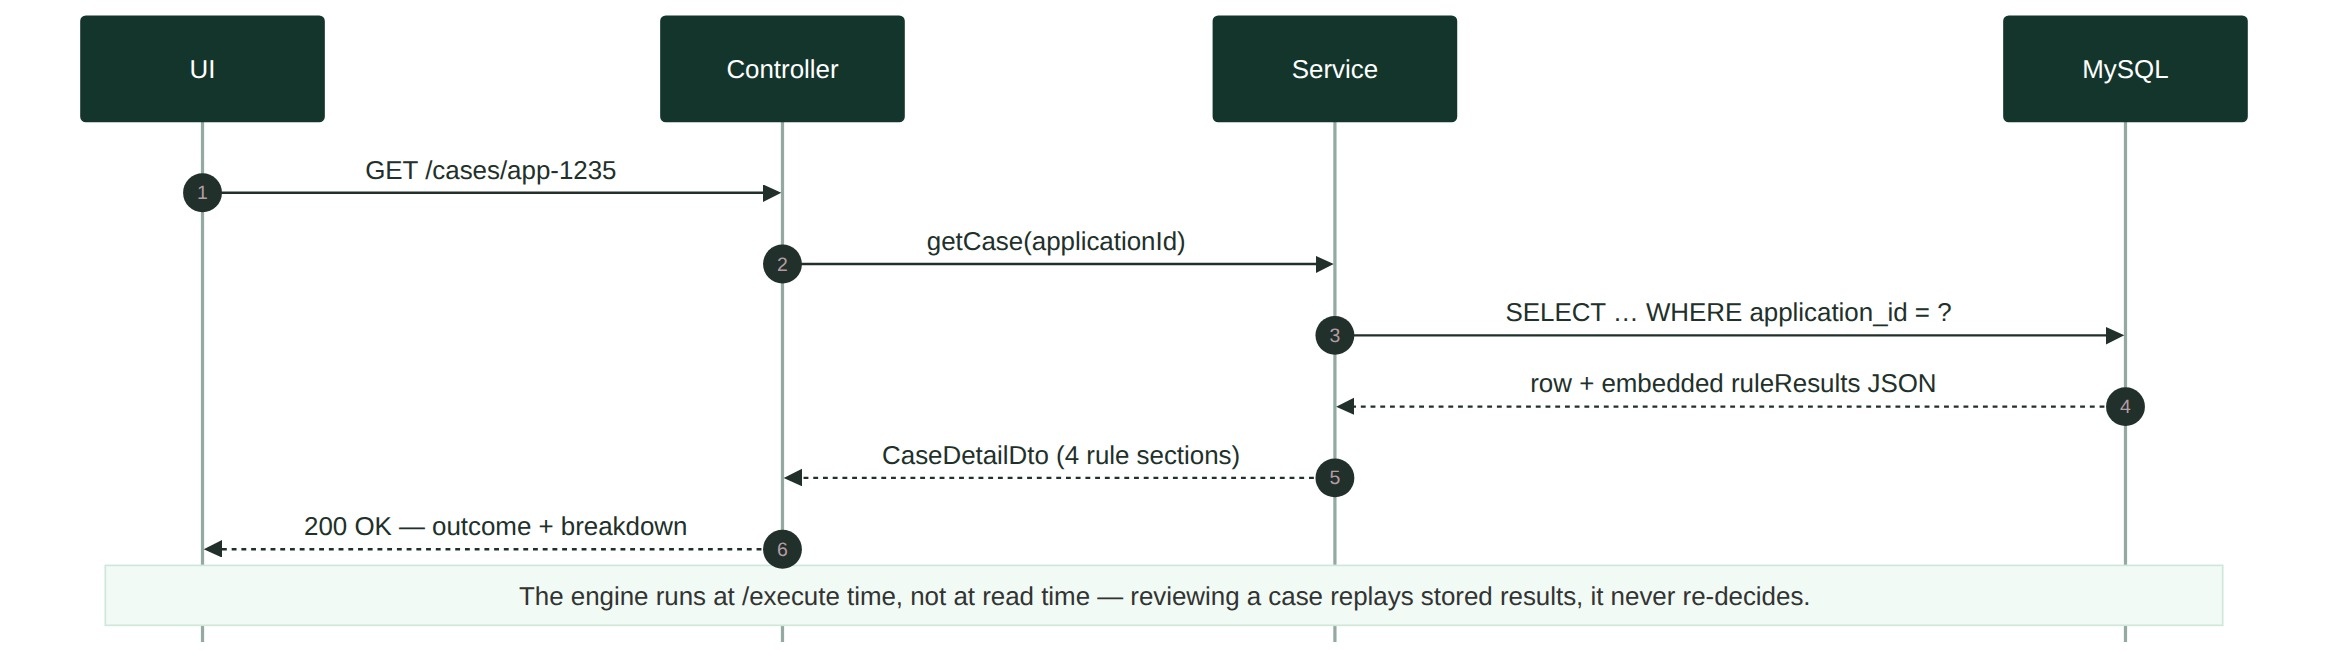 UI
Controller
Service
MySQL
1
GET /cases/app-1235
2
getCase(applicationId)
3
SELECT … WHERE application_id = ?
row + embedded ruleResults JSON
4
CaseDetailDto (4 rule sections)
5
200 OK — outcome + breakdown
6
The engine runs at /execute time, not at read time — reviewing a case replays stored results, it never re-decides.